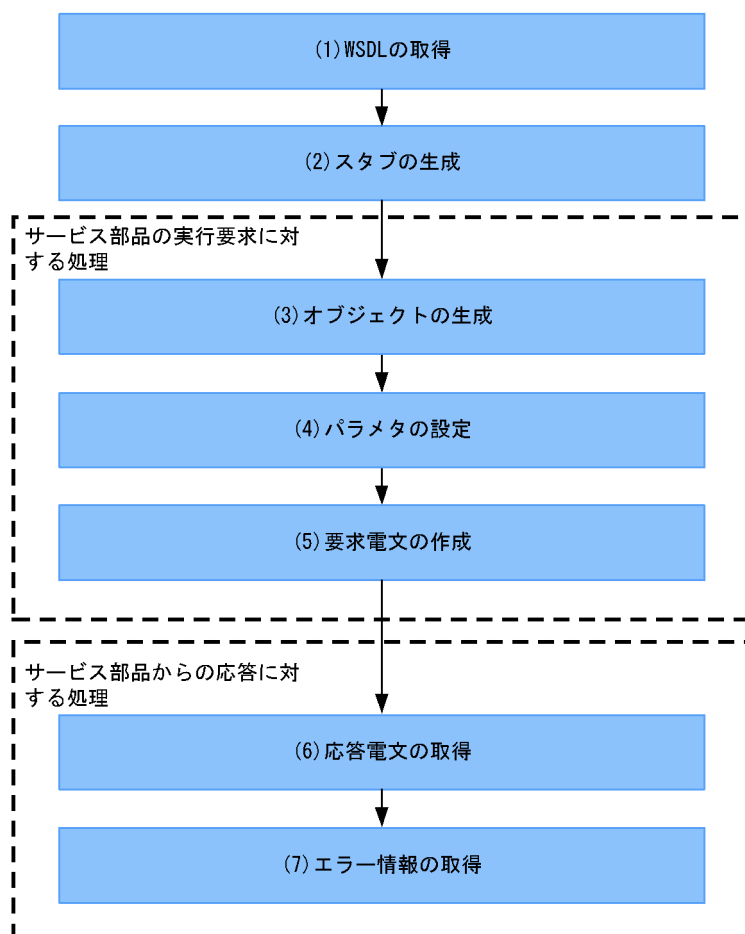 (1)WSDLの取得
(2)スタブの生成
サービス部品の実行要求に対
する処理
(3)オブジェクトの生成
(4)パラメタの設定
(5)要求電文の作成
サービス部品からの応答に対
する処理
(6)応答電文の取得
(7)エラー情報の取得